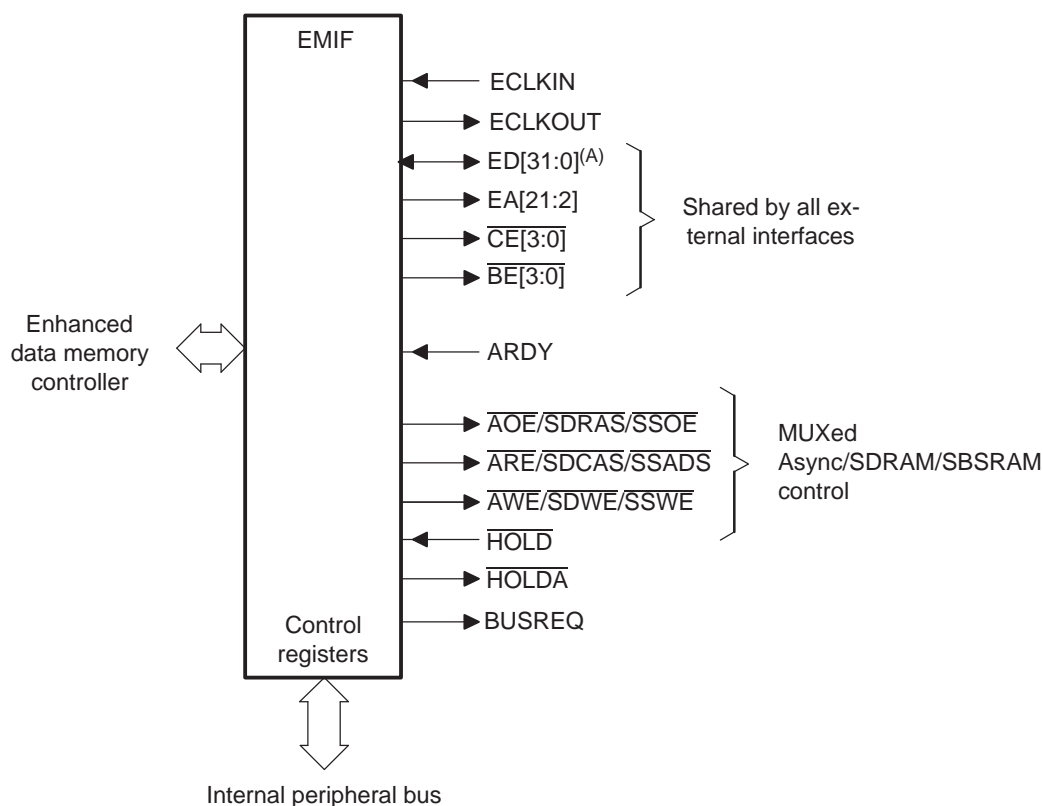 EMIF
ECLKIN
ECLKOUT
ED[31:0](A)
EA[21:2]
CE[3:0]
BE[3:0]
Shared by all ex-
ternal interfaces
Enhanced
data memory
controller
ARDY
AOE/SDRAS/SSOE
ARE/SDCAS/SSADS
AWE/SDWE/SSWE
MUXed
Async/SDRAM/SBSRAM
control
HOLD
HOLDA
BUSREQ
Control
registers
Internal peripheral bus